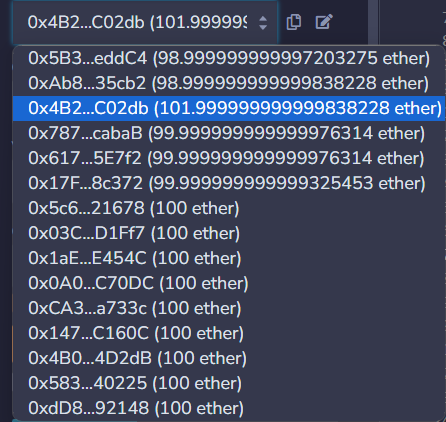 0x4B2...C02db (101.999999
0x5B3...eddC4 (98.999999999997203275 ether)
0xAb8...35cb2 (98.999999999999838228 ether)
0x4B2...C02db (101.999999999999838228 ether)
0x787...cabaB (99.999999999999976314 ether)
0x617...5E7f2 (99.999999999999976314 ether)
0x17F...8c372 (99.999999999999325453 ether)
0x5c6...21678 (100 ether)
0x03C...D1Ff7 (100 ether)
0x1aE...E454C (100 ether)
0x0A0...C70DC (100 ether)
0xCA3...a733c (100 ether)
0x147...C160C (100 ether)
0x4B0...4D2dB (100 ether)
0x583...40225 (100 ether)
0xdD8...92148 (100 ether)